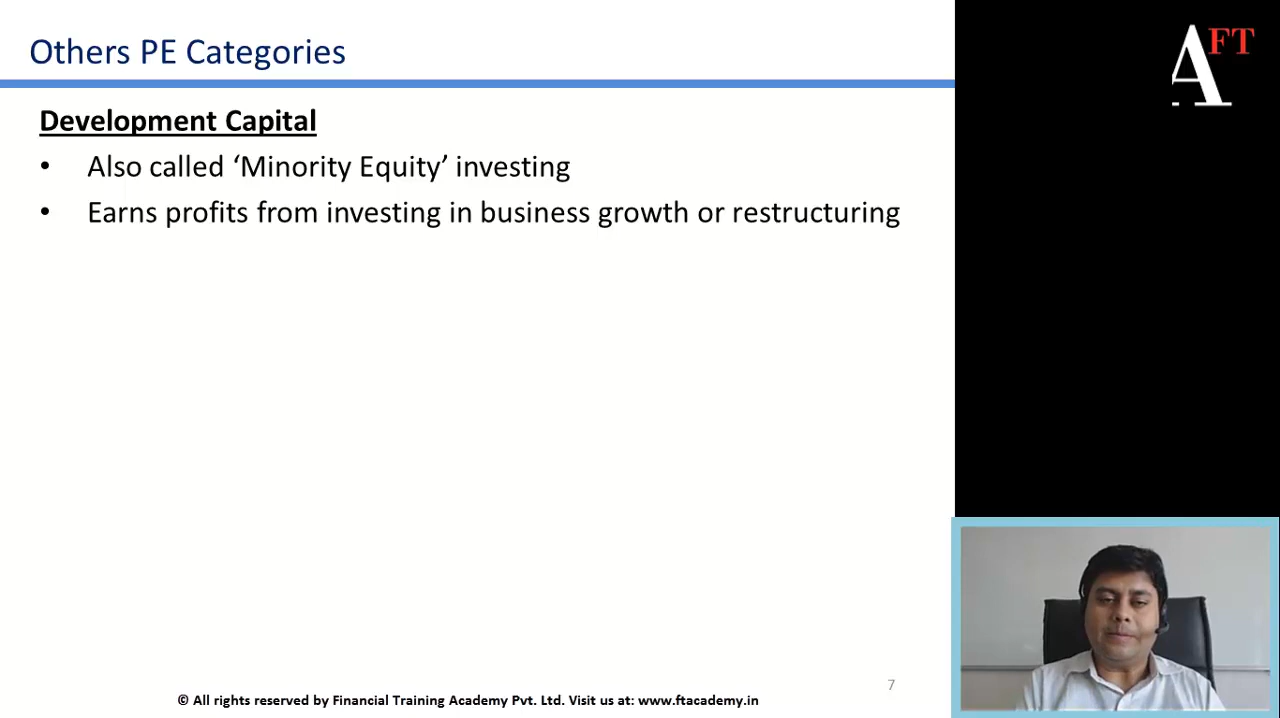 Others PE Categories
AFT
Development Capital
• Also called ‘Minority Equity’ investing
• Earns profits from investing in business growth or restructuring
7
© All rights reserved by Financial Training Academy Pvt. Ltd. Visit us at: www.ftacademy.in